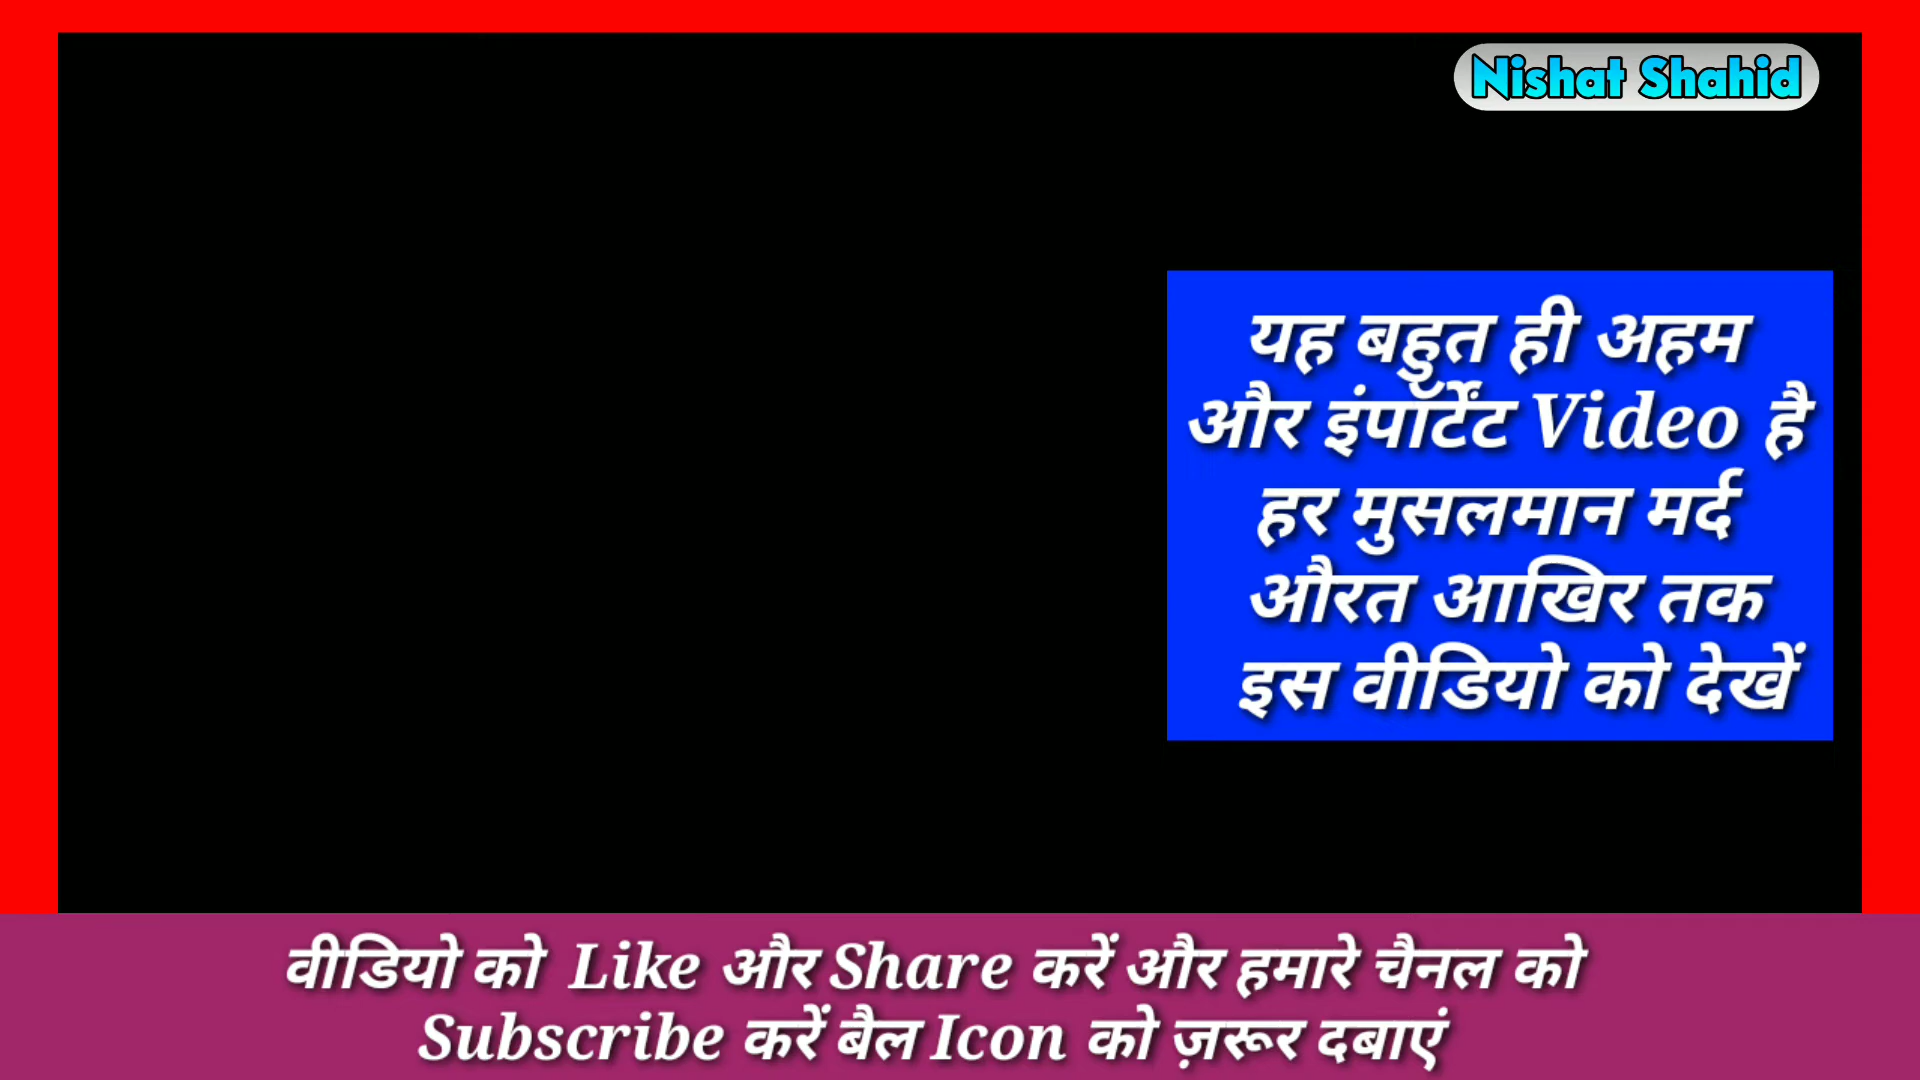 Nishat Shahid
यह बहुत ही अहम
और इंपॉर्टेंट Video है
हर मुसलमान मर्द
औरत आखिर तक
इस वीडियो को देखें
वीडियो को Like और Share करें और हमारे चैनल को
Subscribe करें बैल Icon को ज़रूर दबाएं